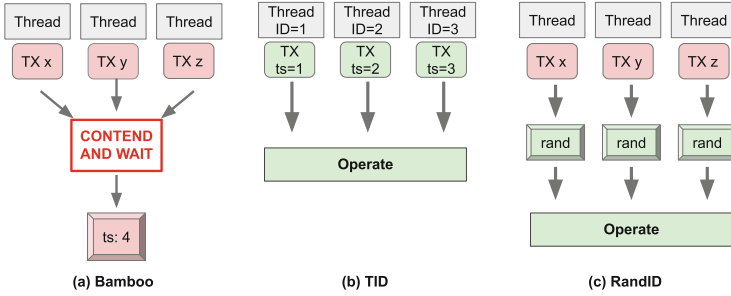 Thread Thread Thread
TX x TX y TX z
CONTEND
AND WAIT
ts: 4
(a) Bamboo
Thread Thread Thread
ID=1 ID=2 ID=3
TX TX TX
ts=1 ts=2 ts=3
Operate
(b) TID
Thread Thread Thread
TX x TX y TX z
rand rand rand
Operate
(c) RandID